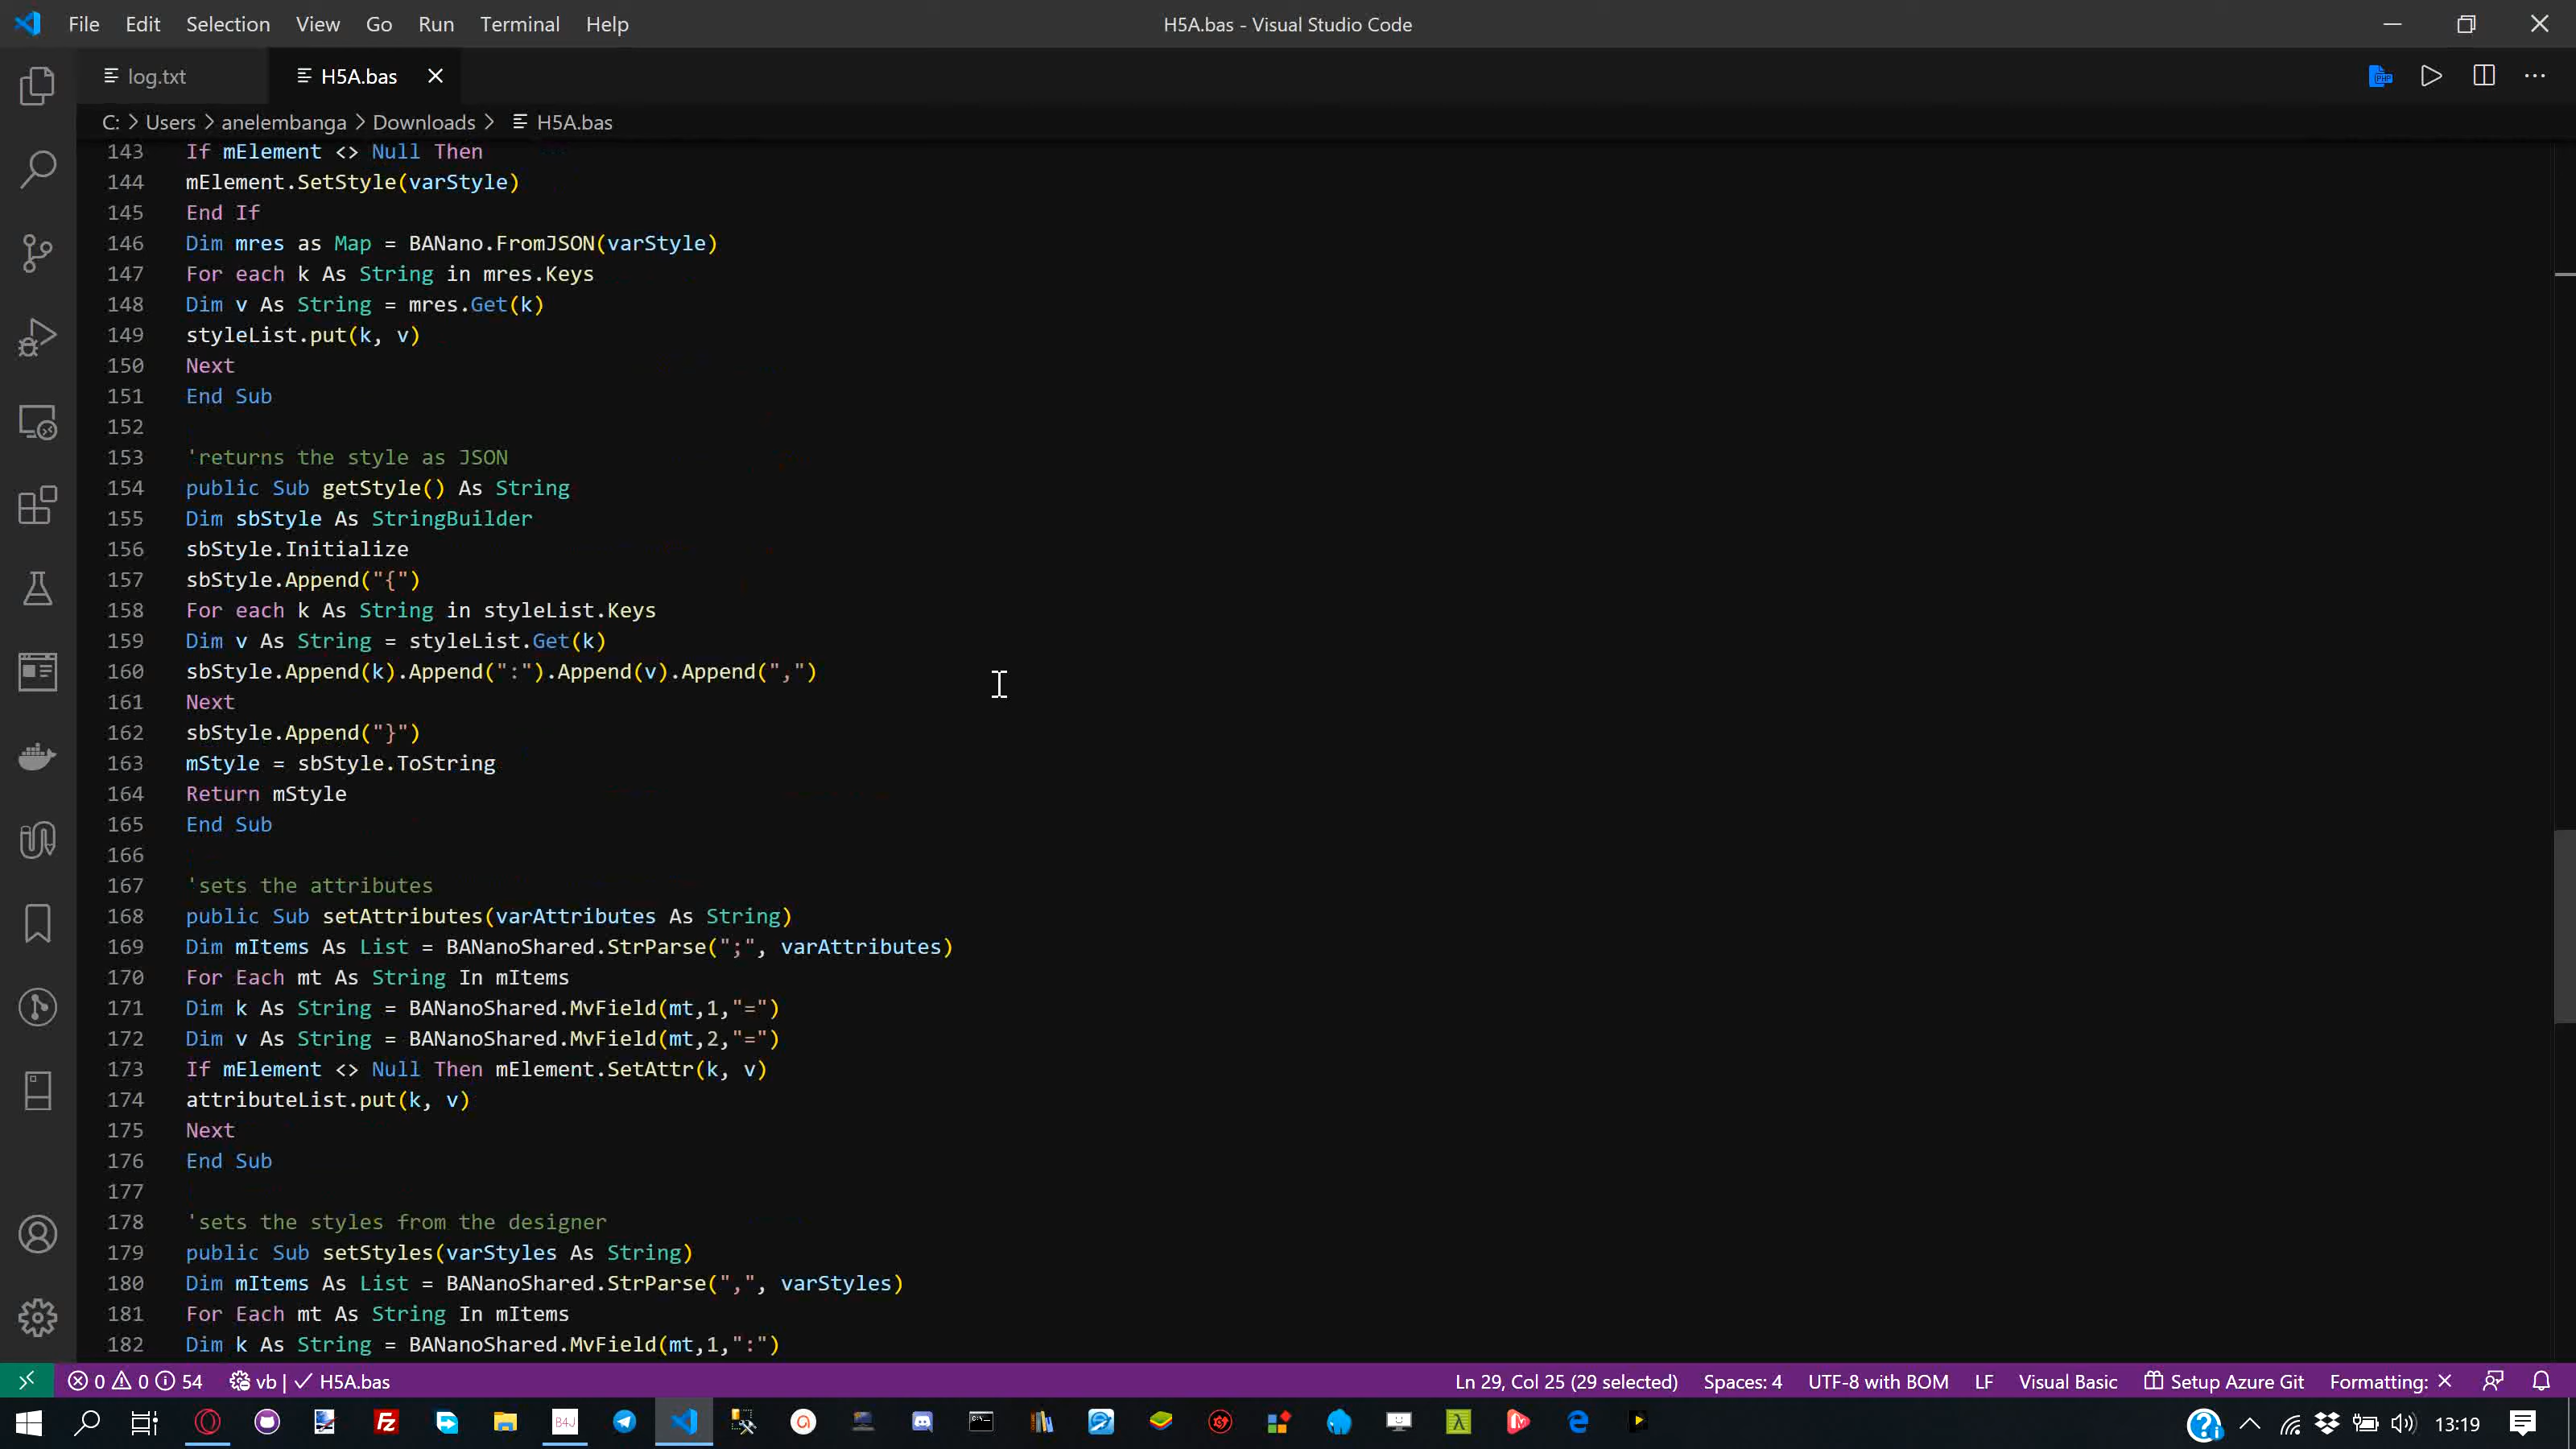 File Edit Selection View Go Run Terminal Help H5A.bas - Visual Studio Code
log.txt H5A.bas
C: > Users > anelembanga > Downloads > H5A.bas
143 If mElement <> Null Then
144 mElement.SetStyle(varStyle)
145 End If
146 Dim mres as Map = BANano.FromJSON(varStyle)
147 For each k As String in mres.Keys
148 Dim v As String = mres.Get(k)
149 styleList.put(k, v)
150 Next
151 End Sub
152
153 'returns the style as JSON
154 public Sub getStyle() As String
155 Dim sbStyle As StringBuilder
156 sbStyle.Initialize
157 sbStyle.Append("{")
158 For each k As String in styleList.Keys
159 Dim v As String = styleList.Get(k)
160 sbStyle.Append(k).Append(":").Append(v).Append(",")
161 Next
162 sbStyle.Append("}")
163 mStyle = sbStyle.ToString
164 Return mStyle
165 End Sub
166
167 'sets the attributes
168 public Sub setAttributes(varAttributes As String)
169 Dim mItems As List = BANanoShared.StrParse(";", varAttributes)
170 For Each mt As String In mItems
171 Dim k As String = BANanoShared.MvField(mt,1,"=")
172 Dim v As String = BANanoShared.MvField(mt,2,"=")
173 If mElement <> Null Then mElement.SetAttr(k, v)
174 attributeList.put(k, v)
175 Next
176 End Sub
177
178 'sets the styles from the designer
179 public Sub setStyles(varStyles As String)
180 Dim mItems As List = BANanoShared.StrParse(",", varStyles)
181 For Each mt As String In mItems
182 Dim k As String = BANanoShared.MvField(mt,1,":")
0 0 54 vb | ✓ H5A.bas Ln 29, Col 25 (29 selected) Spaces: 4 UTF-8 with BOM LF Visual Basic Setup Azure Git Formatting: ×
B4J 13:19